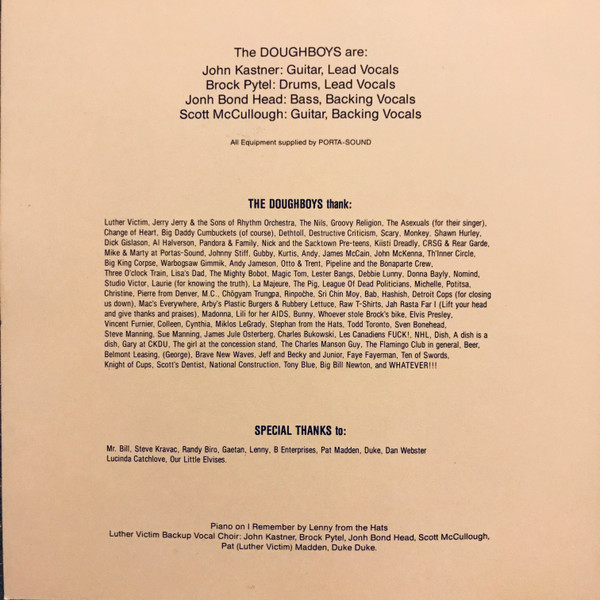 The DOUGHBOYS are:
John Kastner: Guitar, Lead Vocals
Brock Pytel: Drums, Lead Vocals
Jonh Bond Head: Bass, Backing Vocals
Scott McCullough: Guitar, Backing Vocals
All Equipment supplied by PORTA-SOUND
THE DOUGHBOYS thank:
Luther Victim, Jerry Jerry & the Sons of Rhythm Orchestra, The Nils, Groovy Religion, The Asexuals (for their singer),
Change of Heart, Big Daddy Cumbuckets (of course), Dethtoll, Destructive Criticism, Scary, Monkey, Shawn Hurley,
Dick Gislason, Al Halverson, Pandora & Family, Nick and the Sacktown Pre-teens, Kiisti Dreadly, CRSG & Rear Garde,
Mike & Marty at Portas-Sound, Johnny Stiff, Gubby, Kurtis, Andy, James McCain, John McKenna, Th'Inner Circle,
Big King Corpse, Warbogsaw Gimmik, Andy Jameson, Otto & Trent, Pipeline and the Bonaparte Crew,
Three O'clock Train, Lisa's Dad, The Mighty Bobot, Magic Tom, Lester Bangs, Debbie Lunny, Donna Bayly, Nomind,
Studio Victor, Laurie (for knowing the truth), La Majeure, The Pig, League Of Dead Politicians, Michelle, Potitsa,
Christine, Pierre from Denver, M.C., Chögyam Trungpa, Rinpoche, Sri Chin Moy, Bab, Hashish, Detroit Cops (for closing
us down), Mac's Everywhere, Arby's Plastic Burgers & Rubbery Lettuce, Raw T-Shirts, Jah Rasta Far I (Lift your head
and give thanks and praises), Madonna, Lili for her AIDS, Bunny, Whoever stole Brock's bike, Elvis Presley,
Vincent Furnier, Colleen, Cynthia, Miklos LeGrady, Stephan from the Hats, Todd Toronto, Sven Bonehead,
Steve Manning, Sue Manning, James Jule Osterberg, Charles Bukowski, Les Canadiens FUCK!, NHL, Dish, A dish is a
dish, Gary at CKDU, The girl at the concession stand, The Charles Manson Guy, The Flamingo Club in general, Beer,
Belmont Leasing, (George), Brave New Waves, Jeff and Becky and Junior, Faye Fayerman, Ten of Swords,
Knight of Cups, Scott's Dentist, National Construction, Tony Blue, Big Bill Newton, and WHATEVER!!!
SPECIAL THANKS to:
Mr. Bill, Steve Kravac, Randy Biro, Gaetan, Lenny, B Enterprises, Pat Madden, Duke, Dan Webster
Lucinda Catchlove, Our Little Elvises.
Piano on I Remember by Lenny from the Hats
Luther Victim Backup Vocal Choir: John Kastner, Brock Pytel, Jonh Bond Head, Scott McCullough,
Pat (Luther Victim) Madden, Duke Duke.